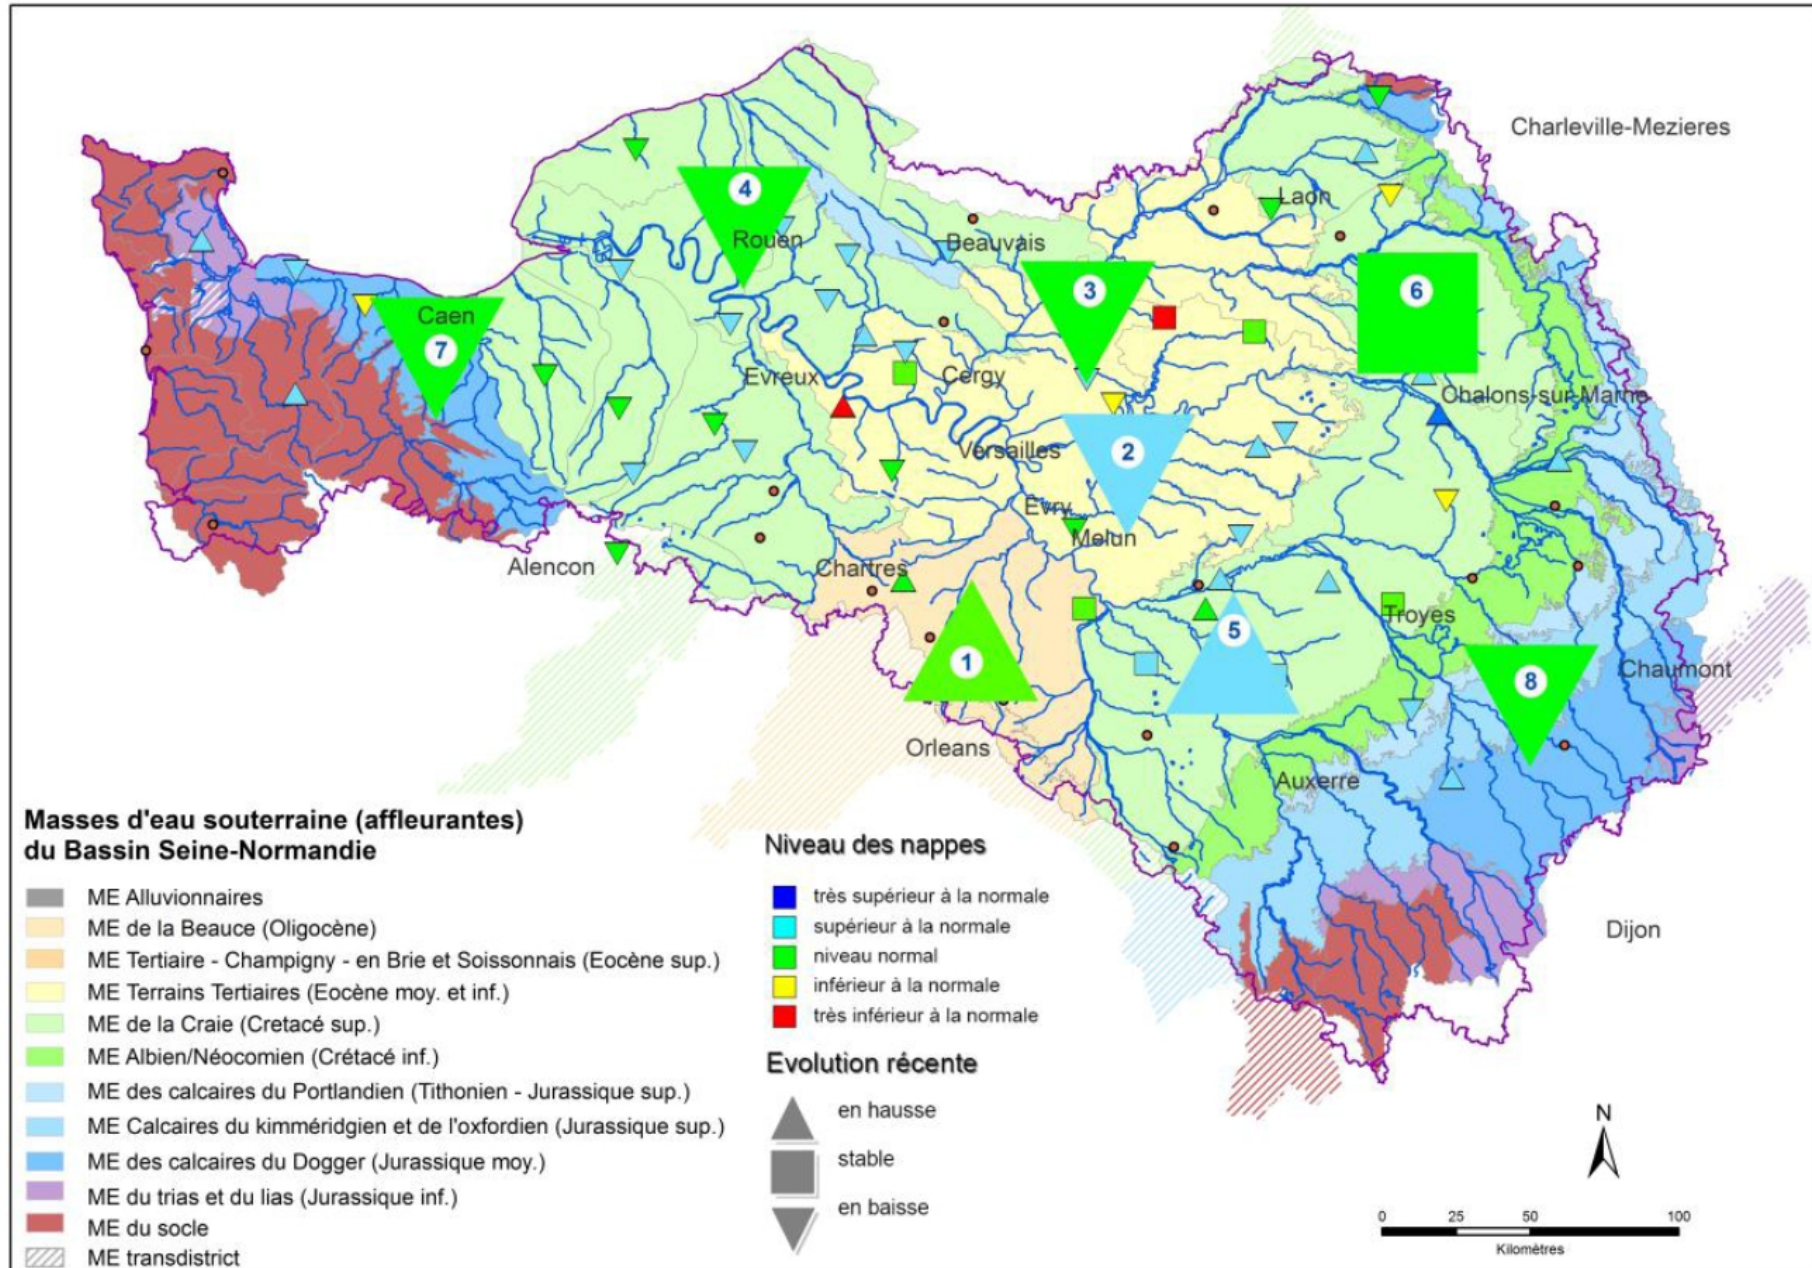 Charleville-Mezieres
4
Laon
Rouen
Beauvais
3
6
Caen
7
Evreux
Cergy
Chalons-sur-Marne
Versailles
2
Evry
Melun
Alencon
Chartres
Troyes
5
1
Chaumont
8
Orleans
Auxerre
Dijon
Masses d'eau souterraine (affleurantes)
du Bassin Seine-Normandie
ME Alluvionnaires
ME de la Beauce (Oligocène)
ME Tertiaire - Champigny - en Brie et Soissonnais (Eocène sup.)
ME Terrains Tertiaires (Eocène moy. et inf.)
ME de la Craie (Cretacé sup.)
ME Albien/Néocomien (Crétacé inf.)
ME des calcaires du Portlandien (Tithonien - Jurassique sup.)
ME Calcaires du kimméridgien et de l'oxfordien (Jurassique sup.)
ME des calcaires du Dogger (Jurassique moy.)
ME du trias et du lias (Jurassique inf.)
ME du socle
ME transdistrict
Niveau des nappes
très supérieur à la normale
supérieur à la normale
niveau normal
inférieur à la normale
très inférieur à la normale
Evolution récente
en hausse
stable
en baisse
N
0 25 50 100
Kilomètres